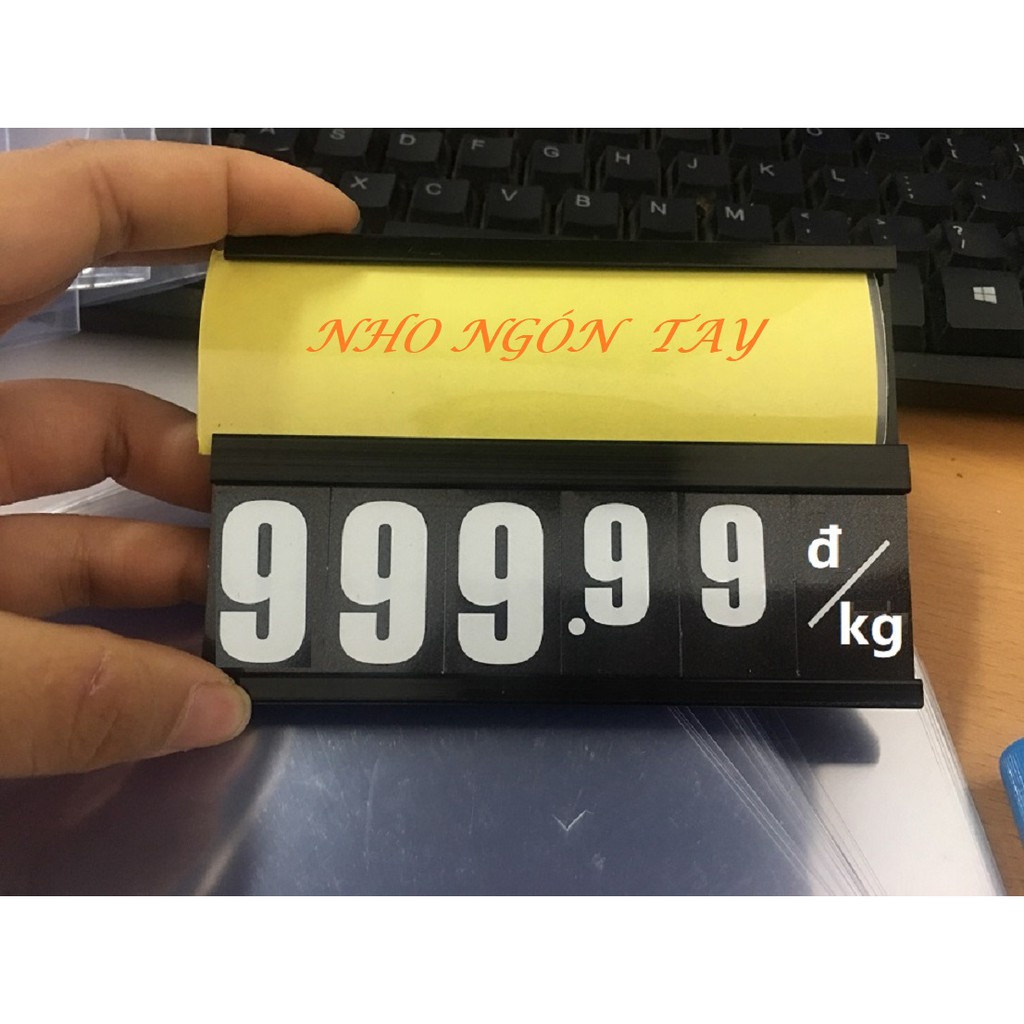 A S D F G H J K L O P
X C V B N M ?
NHO NGÓN TAY
999.99 đ/kg